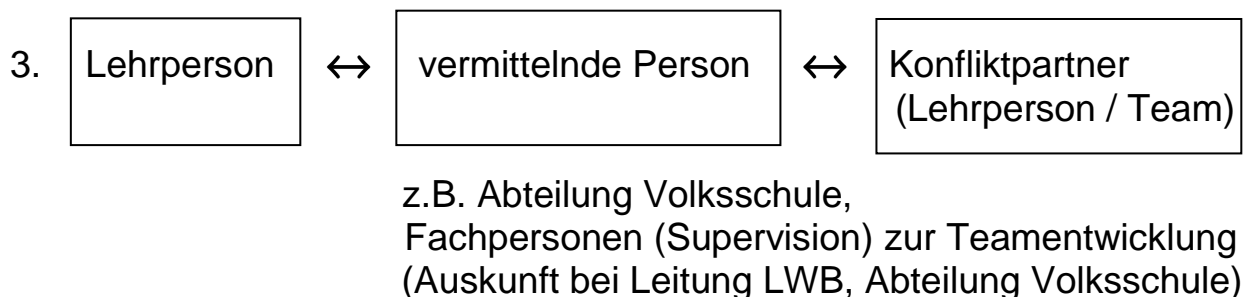 3. Lehrperson ↔ vermittelnde Person ↔ Konfliktpartner
(Lehrperson / Team)
z.B. Abteilung Volksschule,
Fachpersonen (Supervision) zur Teamentwicklung
(Auskunft bei Leitung LWB, Abteilung Volksschule)